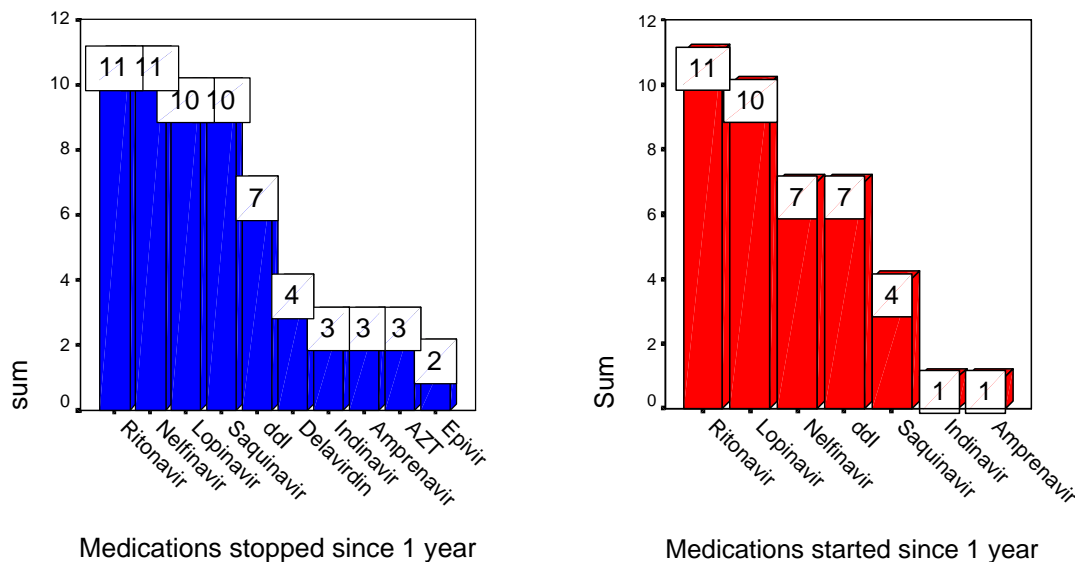 12
10
8
6
4
2
0
sum
11 11
10 10
7
4
3 3 3
2
Ritonavir
Nelfinavir
Lopinavir
Saquinavir
ddI
Delavirdin
Indinavir
Amprenavir
AZT
Epivir
Medications stopped since 1 year
12
10
8
6
4
2
0
Sum
11
10
7 7
4
1 1
Ritonavir
Lopinavir
Nelfinavir
ddI
Saquinavir
Indinavir
Amprenavir
Medications started since 1 year